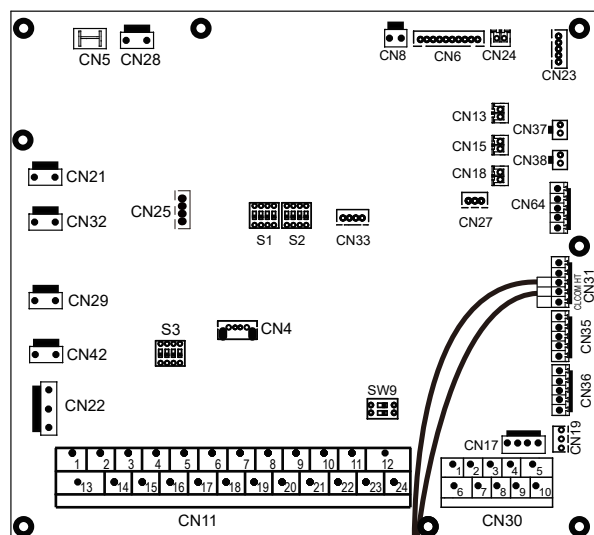 CN5
CN28
CN8
CN6
CN24
CN23
CN13
CN37
CN15
CN38
CN18
CN21
CN25
CN32
S1
S2
CN33
CN27
CN64
CN31
CL COM HT
CN29
CN4
CN35
S3
CN42
CN36
CN22
SW9
CN17
CN19
1 2 3 4 5 6 7 8 9 10 11 12
13 14 15 16 17 18 19 20 21 22 23 24
CN11
1 2 3 4 5
6 7 8 9 10
CN30